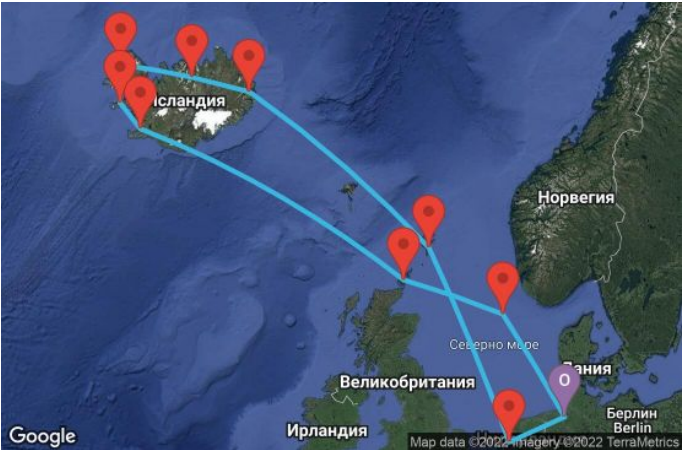 Исландия
Норвегия
Северно море
Дания
Великобритания
О
Берлин
Berlin
Ирландия
Google
Map data ©2022 Imagery ©2022 TerraMetrics